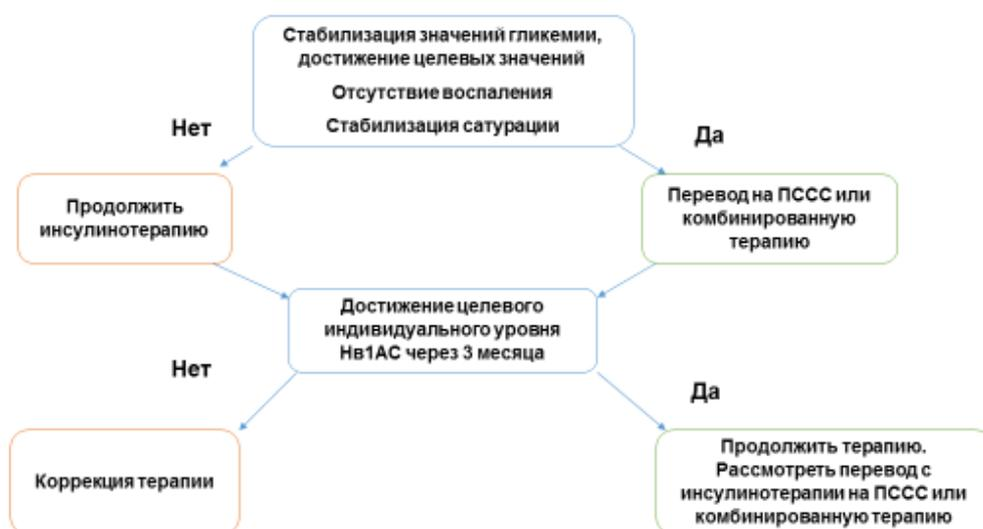 Стабилизация значений гликемии,
достижение целевых значений
Отсутствие воспаления
Стабилизация сатурации
Нет
Да
Продолжить
инсулинотерапию
Перевод на ПССС или
комбинированную
терапию
Достижение целевого
индивидуального уровня
Нв1АС через 3 месяца
Нет
Да
Коррекция терапии
Продолжить терапию.
Рассмотреть перевод с
инсулинотерапии на ПССС или
комбинированную терапию